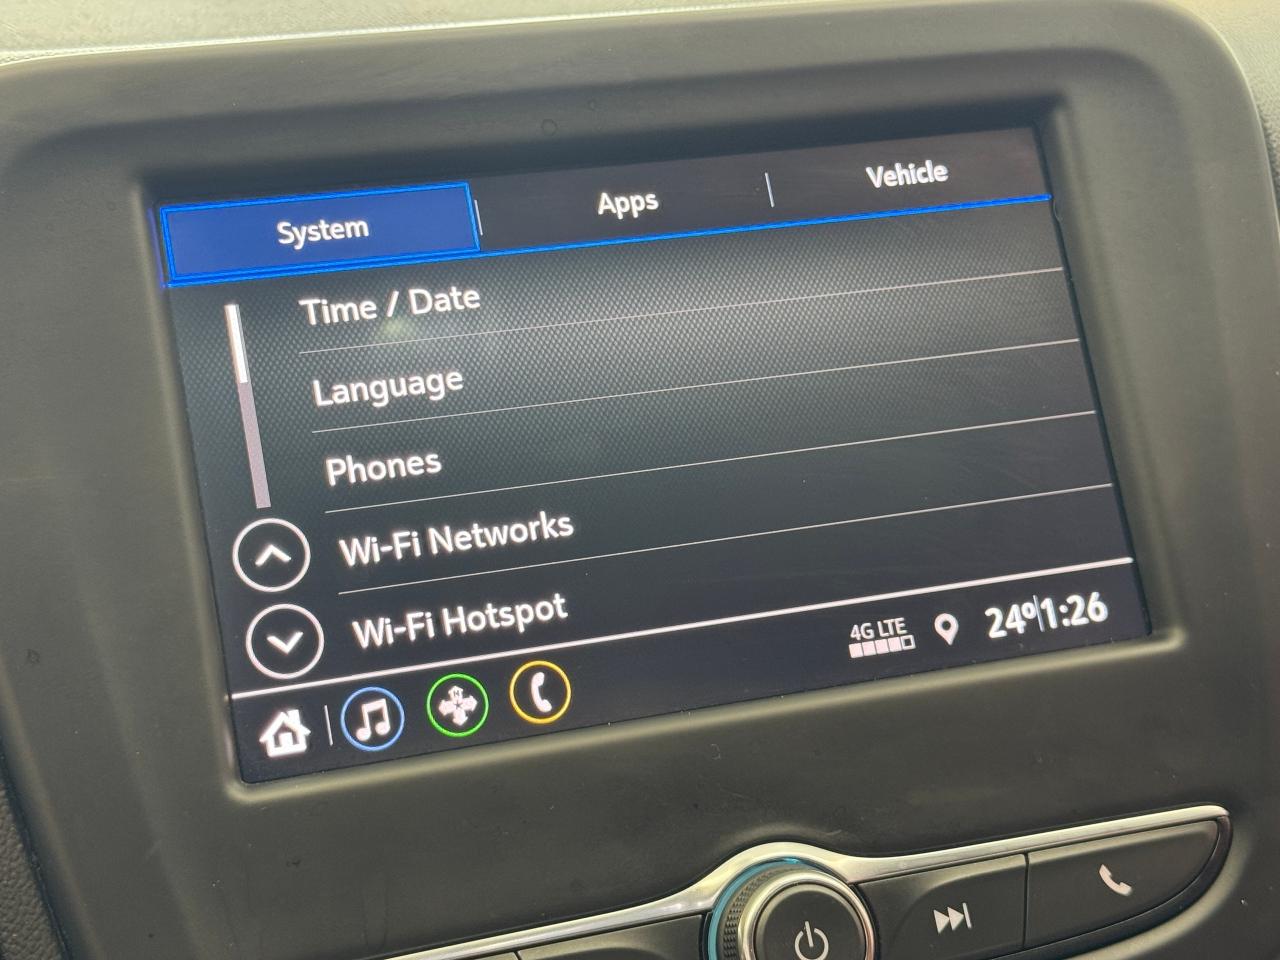 System
Apps
Vehicle
Time / Date
Language
Phones
Wi-Fi Networks
Wi-Fi Hotspot
4G LTE
24°
1:26
N